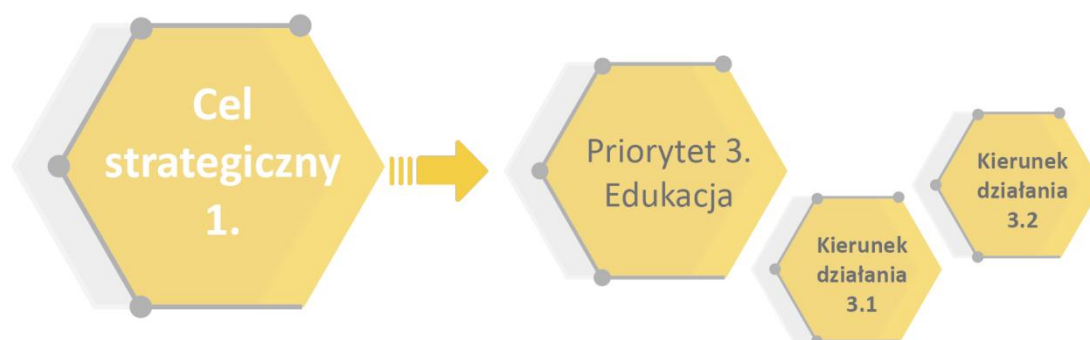 Cel
strategiczny
1.
Priorytet 3.
Edukacja
Kierunek
działania
3.1
Kierunek
działania
3.2